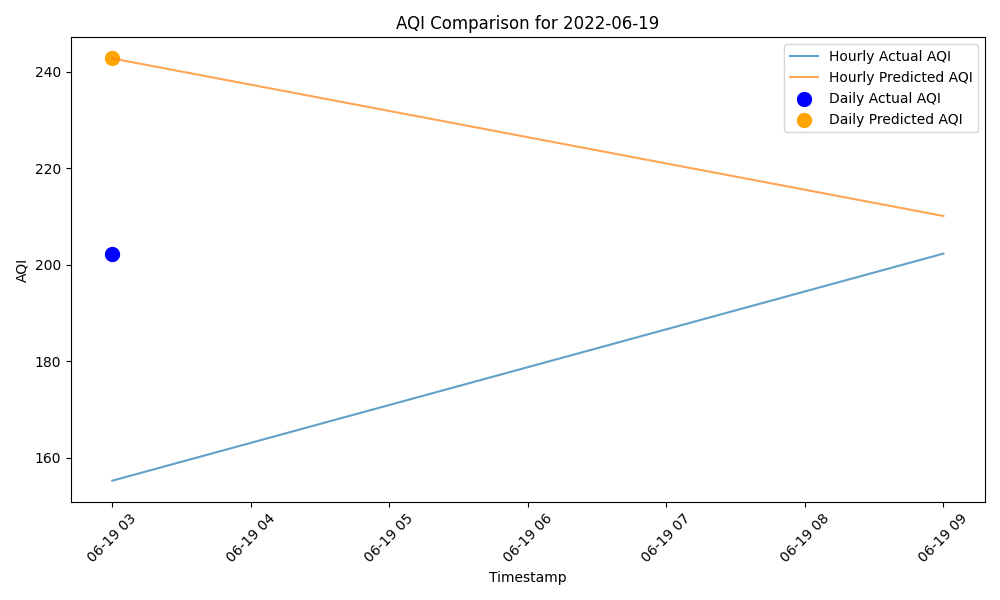 AQI Comparison for 2022-06-19
Hourly Actual AQI
Hourly Predicted AQI
Daily Actual AQI
Daily Predicted AQI
AQI
240
220
200
180
160
06-19 03
06-19 04
06-19 05
06-19 06
06-19 07
06-19 08
06-19 09
Timestamp